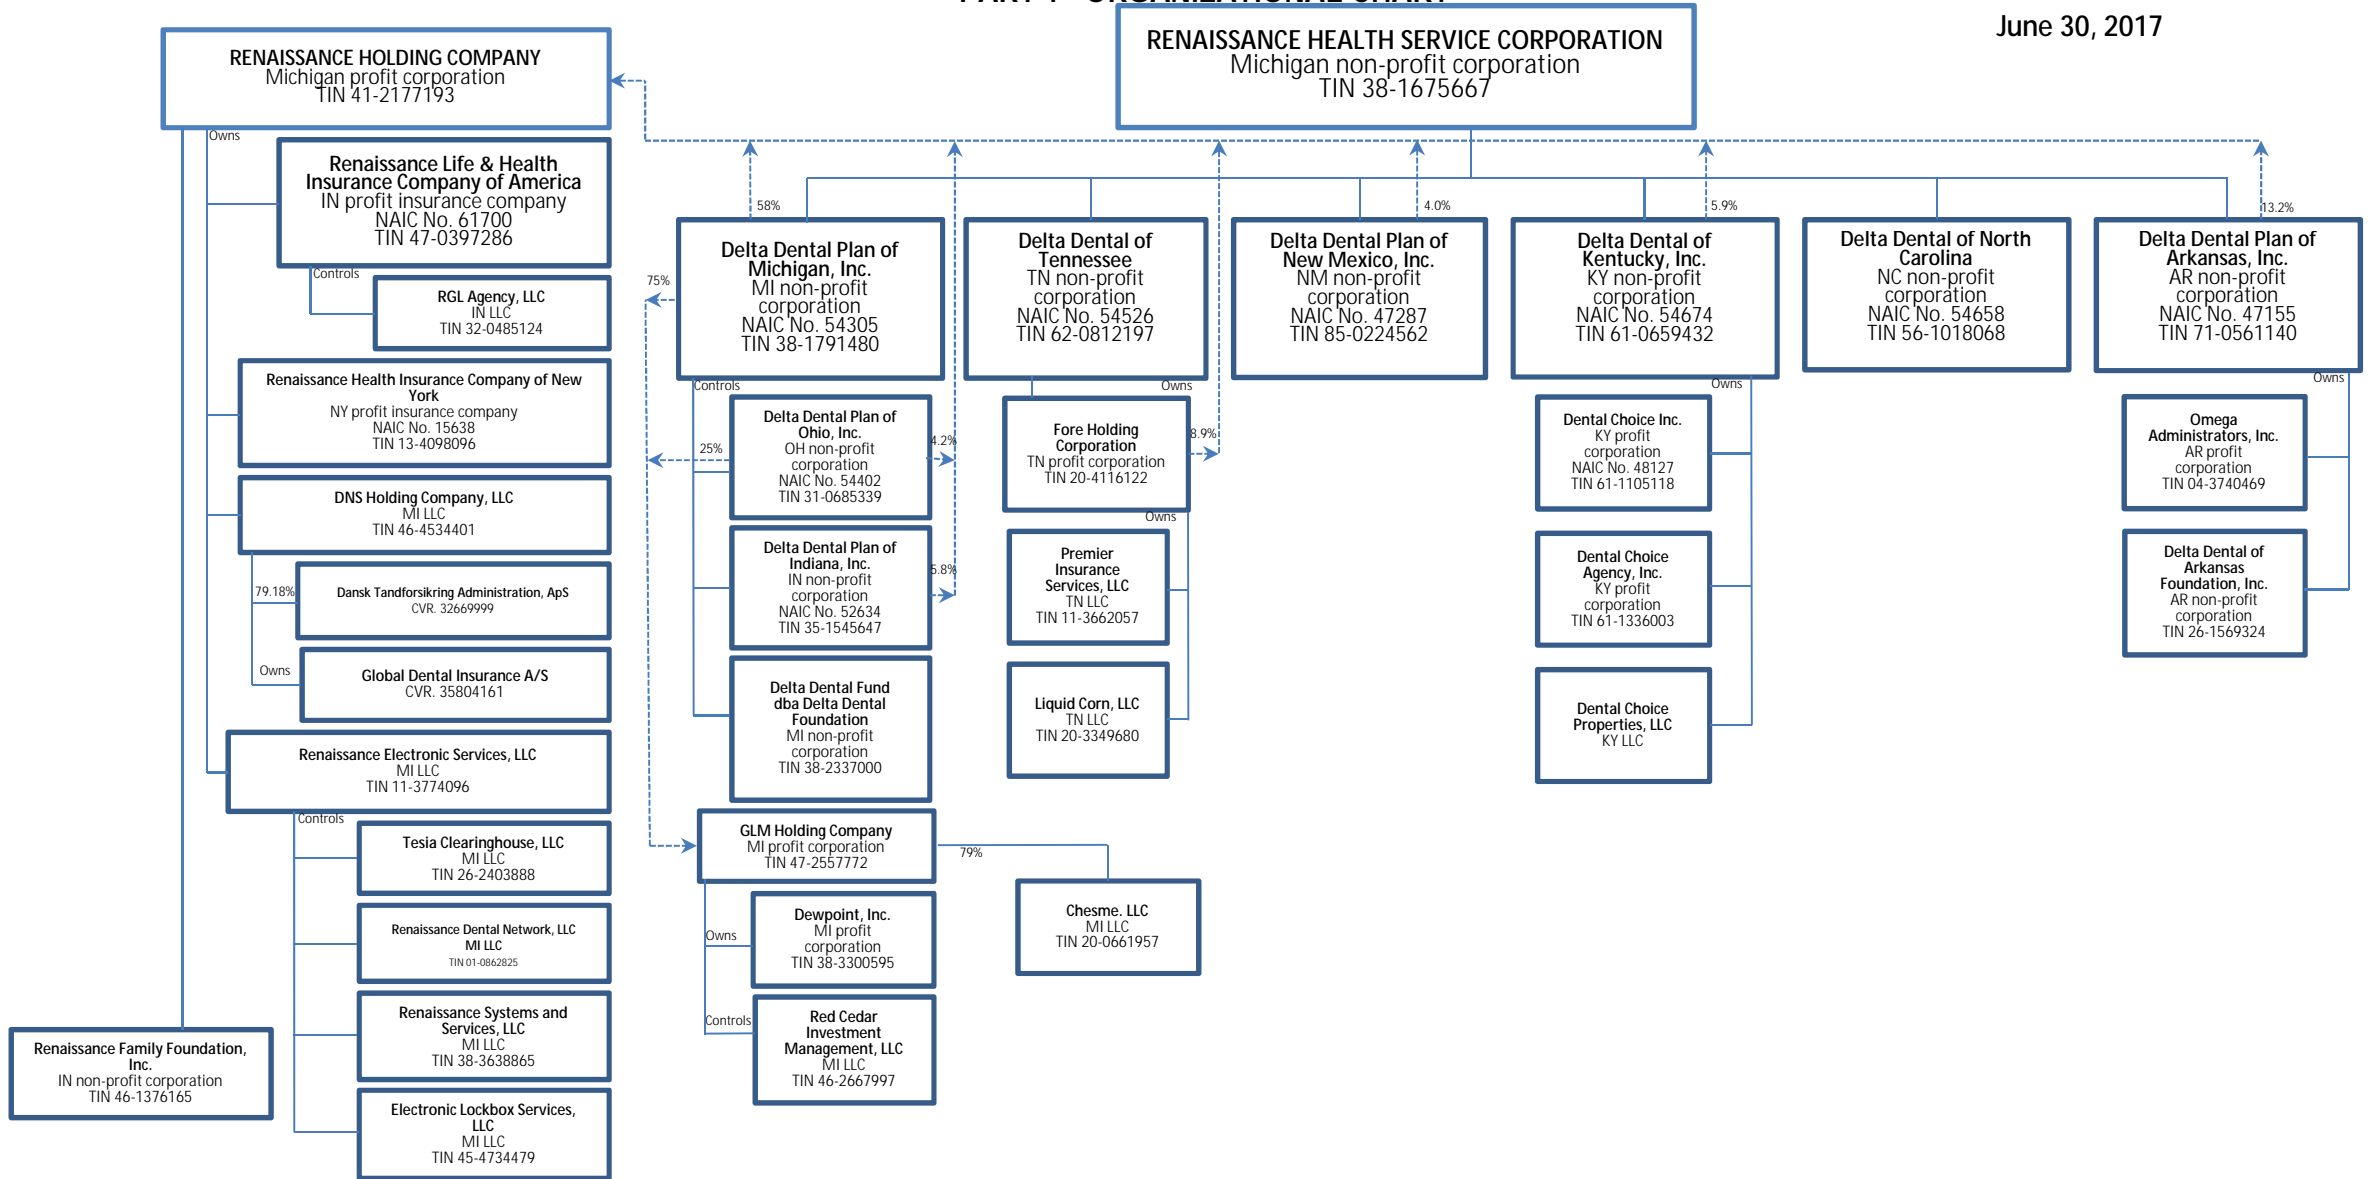 PART 1 - ORGANIZATIONAL CHART
June 30, 2017
RENAISSANCE HOLDING COMPANY
Michigan profit corporation
TIN 41-2177193
RENAISSANCE HEALTH SERVICE CORPORATION
Michigan non-profit corporation
TIN 38-1675667
Owns
Renaissance Life & Health
Insurance Company of America
IN profit insurance company
NAIC No. 61700
TIN 47-0397286
Controls
RGL Agency, LLC
IN LLC
TIN 32-0485124
Renaissance Health Insurance Company of New
York
NY profit insurance company
NAIC No. 15638
TIN 13-4098096
DNS Holding Company, LLC
MI LLC
TIN 46-4534401
79.18%
Dansk Tandforsikring Administration, ApS
CVR. 32669999
Owns
Global Dental Insurance A/S
CVR. 35804161
Renaissance Electronic Services, LLC
MI LLC
TIN 11-3774096
Controls
Tesia Clearinghouse, LLC
MI LLC
TIN 26-2403888
Renaissance Dental Network, LLC
MI LLC
TIN 01-0862825
Renaissance Systems and
Services, LLC
MI LLC
TIN 38-3638865
Electronic Lockbox Services,
LLC
MI LLC
TIN 45-4734479
Renaissance Family Foundation,
Inc.
IN non-profit corporation
TIN 46-1376165
58%
Delta Dental Plan of
Michigan, Inc.
MI non-profit
corporation
NAIC No. 54305
TIN 38-1791480
75%
Controls
Delta Dental Plan of
Ohio, Inc.
OH non-profit
corporation
NAIC No. 54402
TIN 31-0685339
25%
4.2%
Delta Dental Plan of
Indiana, Inc.
IN non-profit
corporation
NAIC No. 52634
TIN 35-1545647
5.8%
Delta Dental Fund
dba Delta Dental
Foundation
MI non-profit
corporation
TIN 38-2337000
GLM Holding Company
MI profit corporation
TIN 47-2557772
79%
Owns
Dewpoint, Inc.
MI profit
corporation
TIN 38-3300595
Controls
Red Cedar
Investment
Management, LLC
MI LLC
TIN 46-2667997
Chesme. LLC
MI LLC
TIN 20-0661957
Delta Dental of
Tennessee
TN non-profit
corporation
NAIC No. 54526
TIN 62-0812197
Owns
Fore Holding
Corporation
TN profit corporation
TIN 20-4116122
8.9%
Owns
Premier
Insurance
Services, LLC
TN LLC
TIN 11-3662057
Liquid Corn, LLC
TN LLC
TIN 20-3349680
4.0%
Delta Dental Plan of
New Mexico, Inc.
NM non-profit
corporation
NAIC No. 47287
TIN 85-0224562
5.9%
Delta Dental of
Kentucky, Inc.
KY non-profit
corporation
NAIC No. 54674
TIN 61-0659432
Owns
Dental Choice Inc.
KY profit
corporation
NAIC No. 48127
TIN 61-1105118
Dental Choice
Agency, Inc.
KY profit
corporation
TIN 61-1336003
Dental Choice
Properties, LLC
KY LLC
Delta Dental of North
Carolina
NC non-profit
corporation
NAIC No. 54658
TIN 56-1018068
13.2%
Delta Dental Plan of
Arkansas, Inc.
AR non-profit
corporation
NAIC No. 47155
TIN 71-0561140
Owns
Omega
Administrators, Inc.
AR profit
corporation
TIN 04-3740469
Delta Dental of
Arkansas
Foundation, Inc.
AR non-profit
corporation
TIN 26-1569324